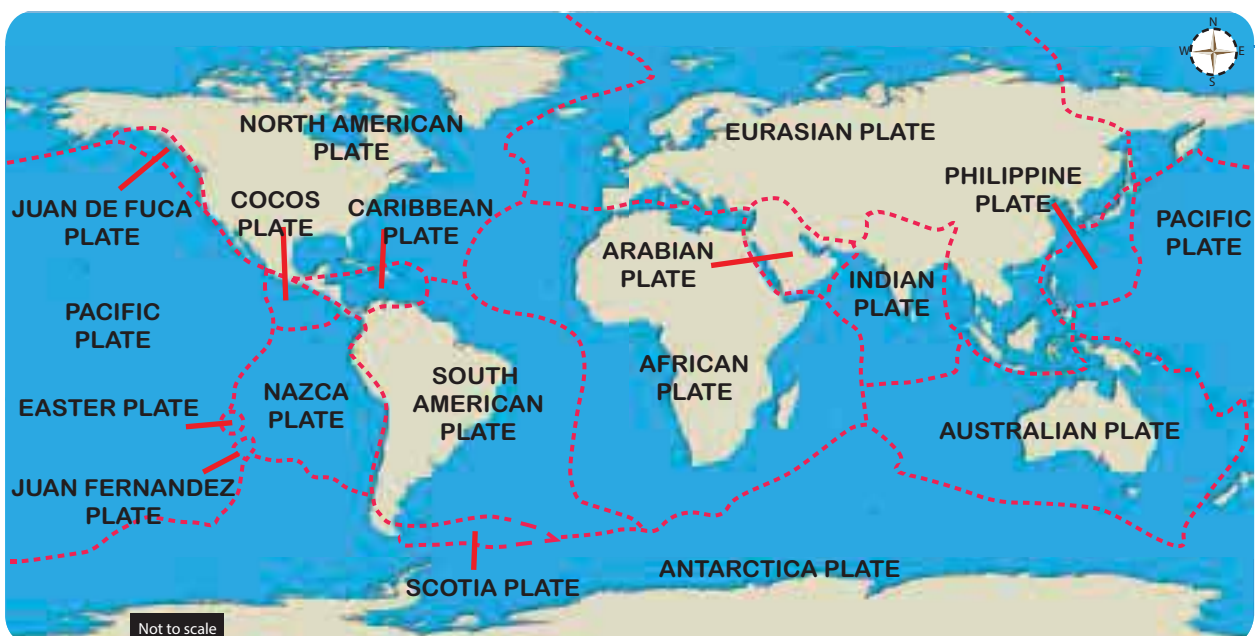 N
W E
S
NORTH AMERICAN
PLATE
EURASIAN PLATE
JUAN DE FUCA
PLATE
COCOS
PLATE
CARIBBEAN
PLATE
PHILIPPINE
PLATE
PACIFIC
PLATE
ARABIAN
PLATE
INDIAN
PLATE
PACIFIC
PLATE
AFRICAN
PLATE
NAZCA
PLATE
SOUTH
AMERICAN
PLATE
EASTER PLATE
AUSTRALIAN PLATE
JUAN FERNANDEZ
PLATE
SCOTIA PLATE
ANTARCTICA PLATE
Not to scale